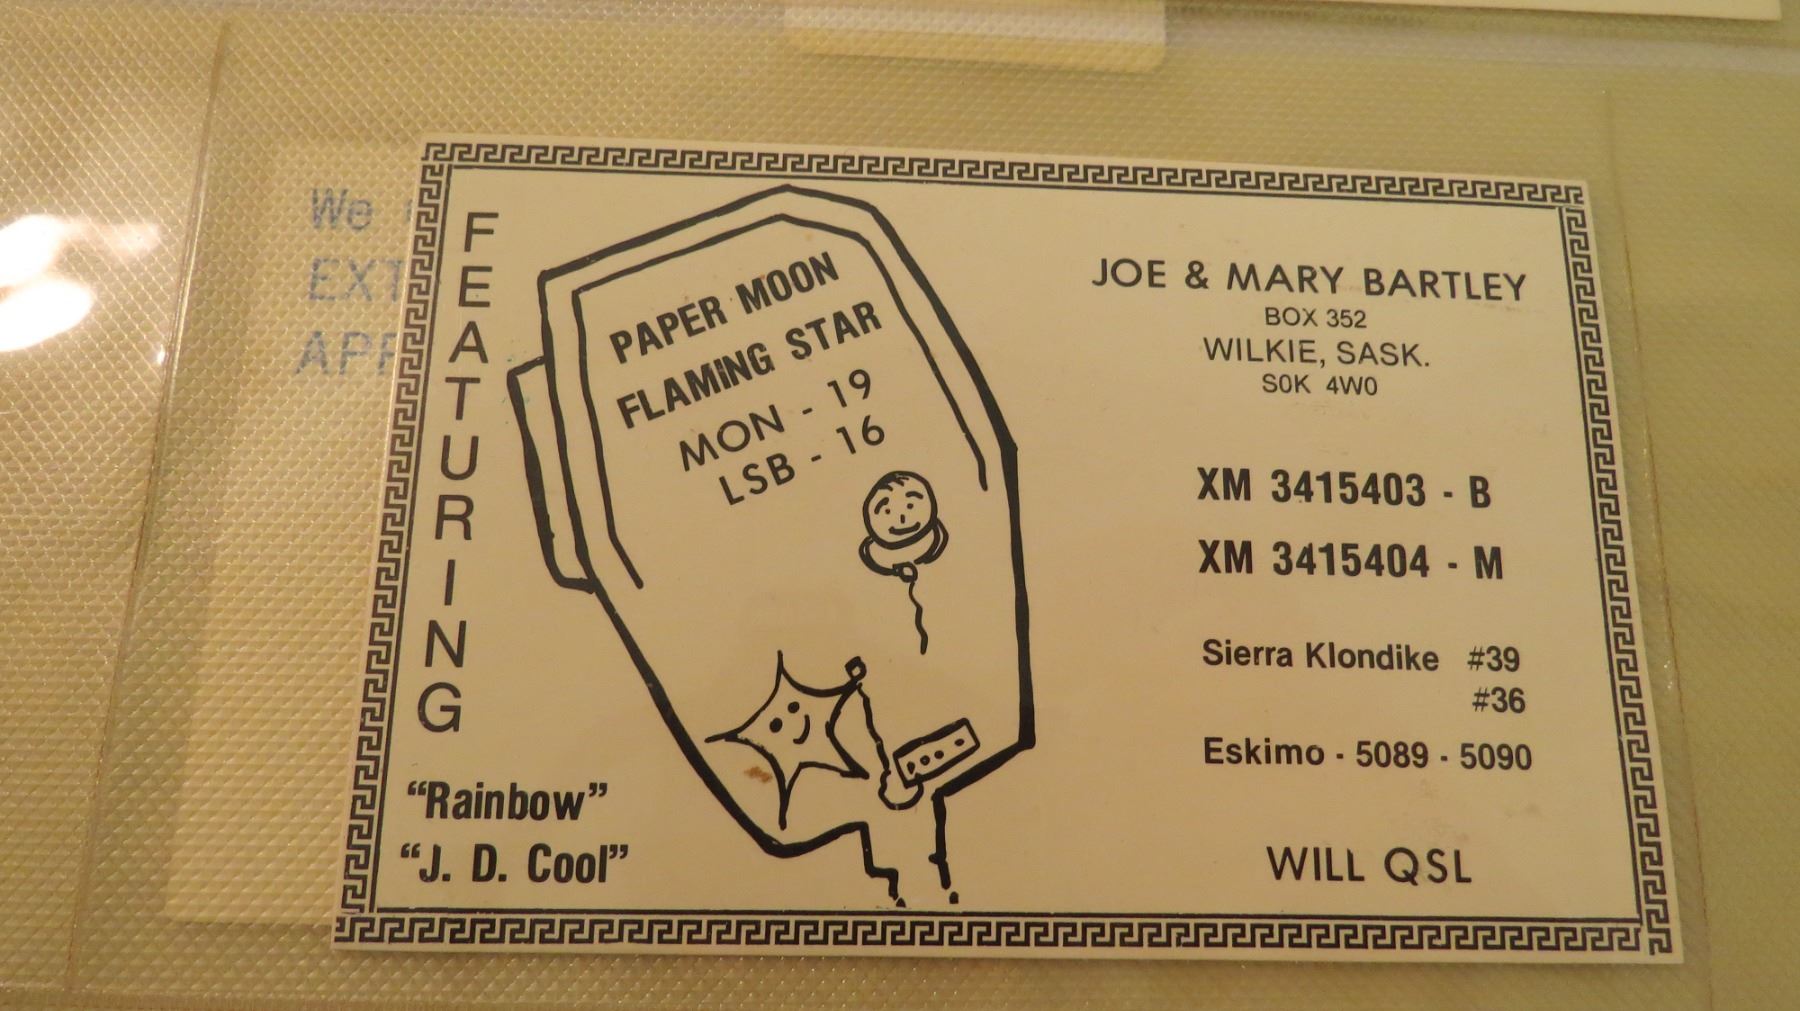 We
EXT
APP
FEATURING
PAPER MOON
FLAMING STAR
MON - 19
LSB - 16
"Rainbow"
"J. D. Cool"
JOE & MARY BARTLEY
BOX 352
WILKIE, SASK.
S0K 4W0
XM 3415403 - B
XM 3415404 - M
Sierra Klondike #39
#36
Eskimo - 5089 - 5090
WILL QSL